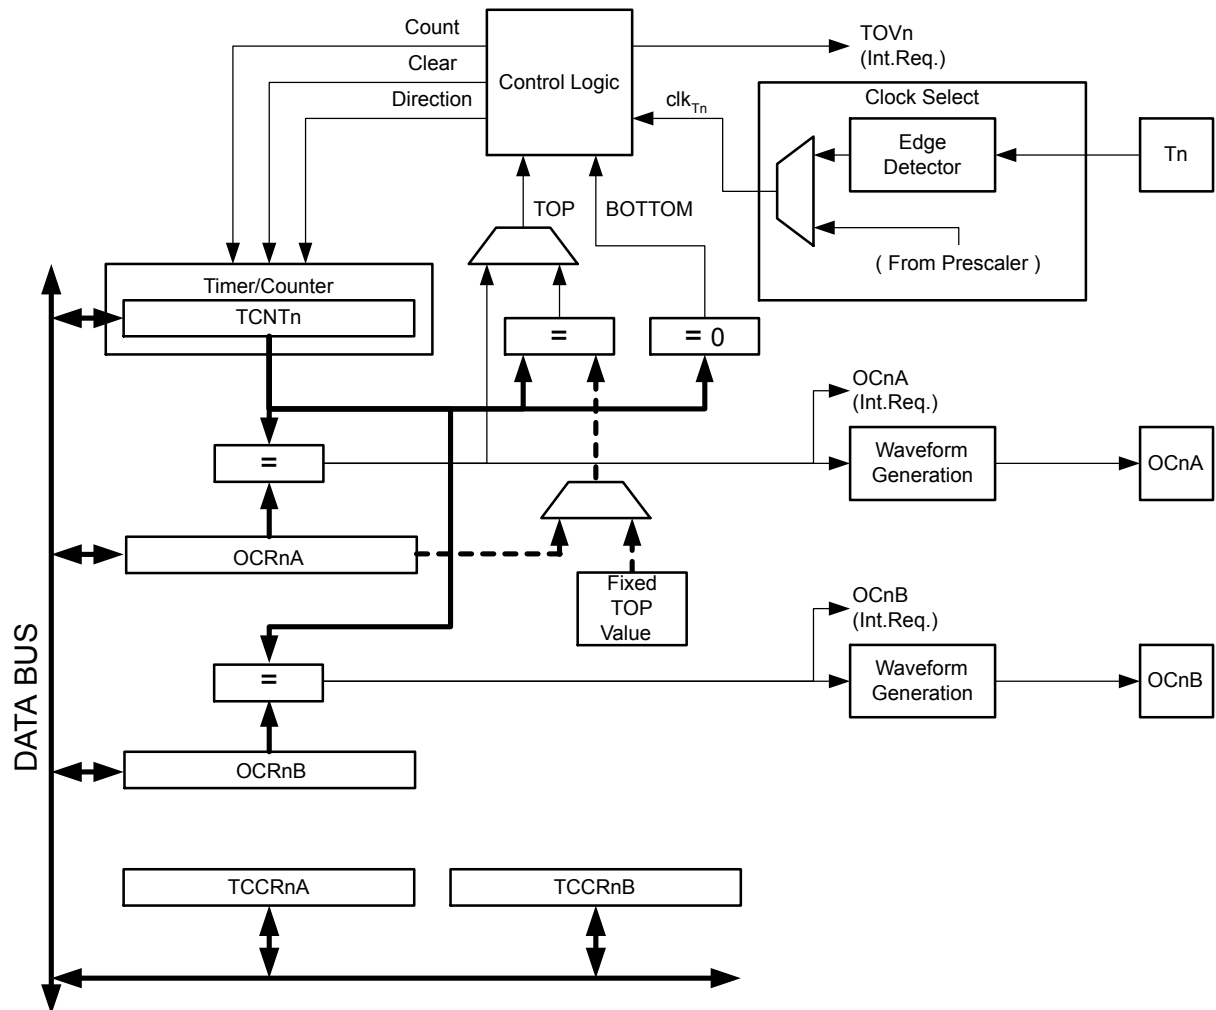 Count
Clear
Direction
Control Logic
TOVn
(Int.Req.)
clkTn
Clock Select
Edge
Detector
Tn
( From Prescaler )
TOP
BOTTOM
Timer/Counter
TCNTn
=
= 0
OCnA
(Int.Req.)
=
Waveform
Generation
OCnA
OCRnA
Fixed
TOP
Value
OCnB
(Int.Req.)
=
Waveform
Generation
OCnB
OCRnB
DATA BUS
TCCRnA
TCCRnB